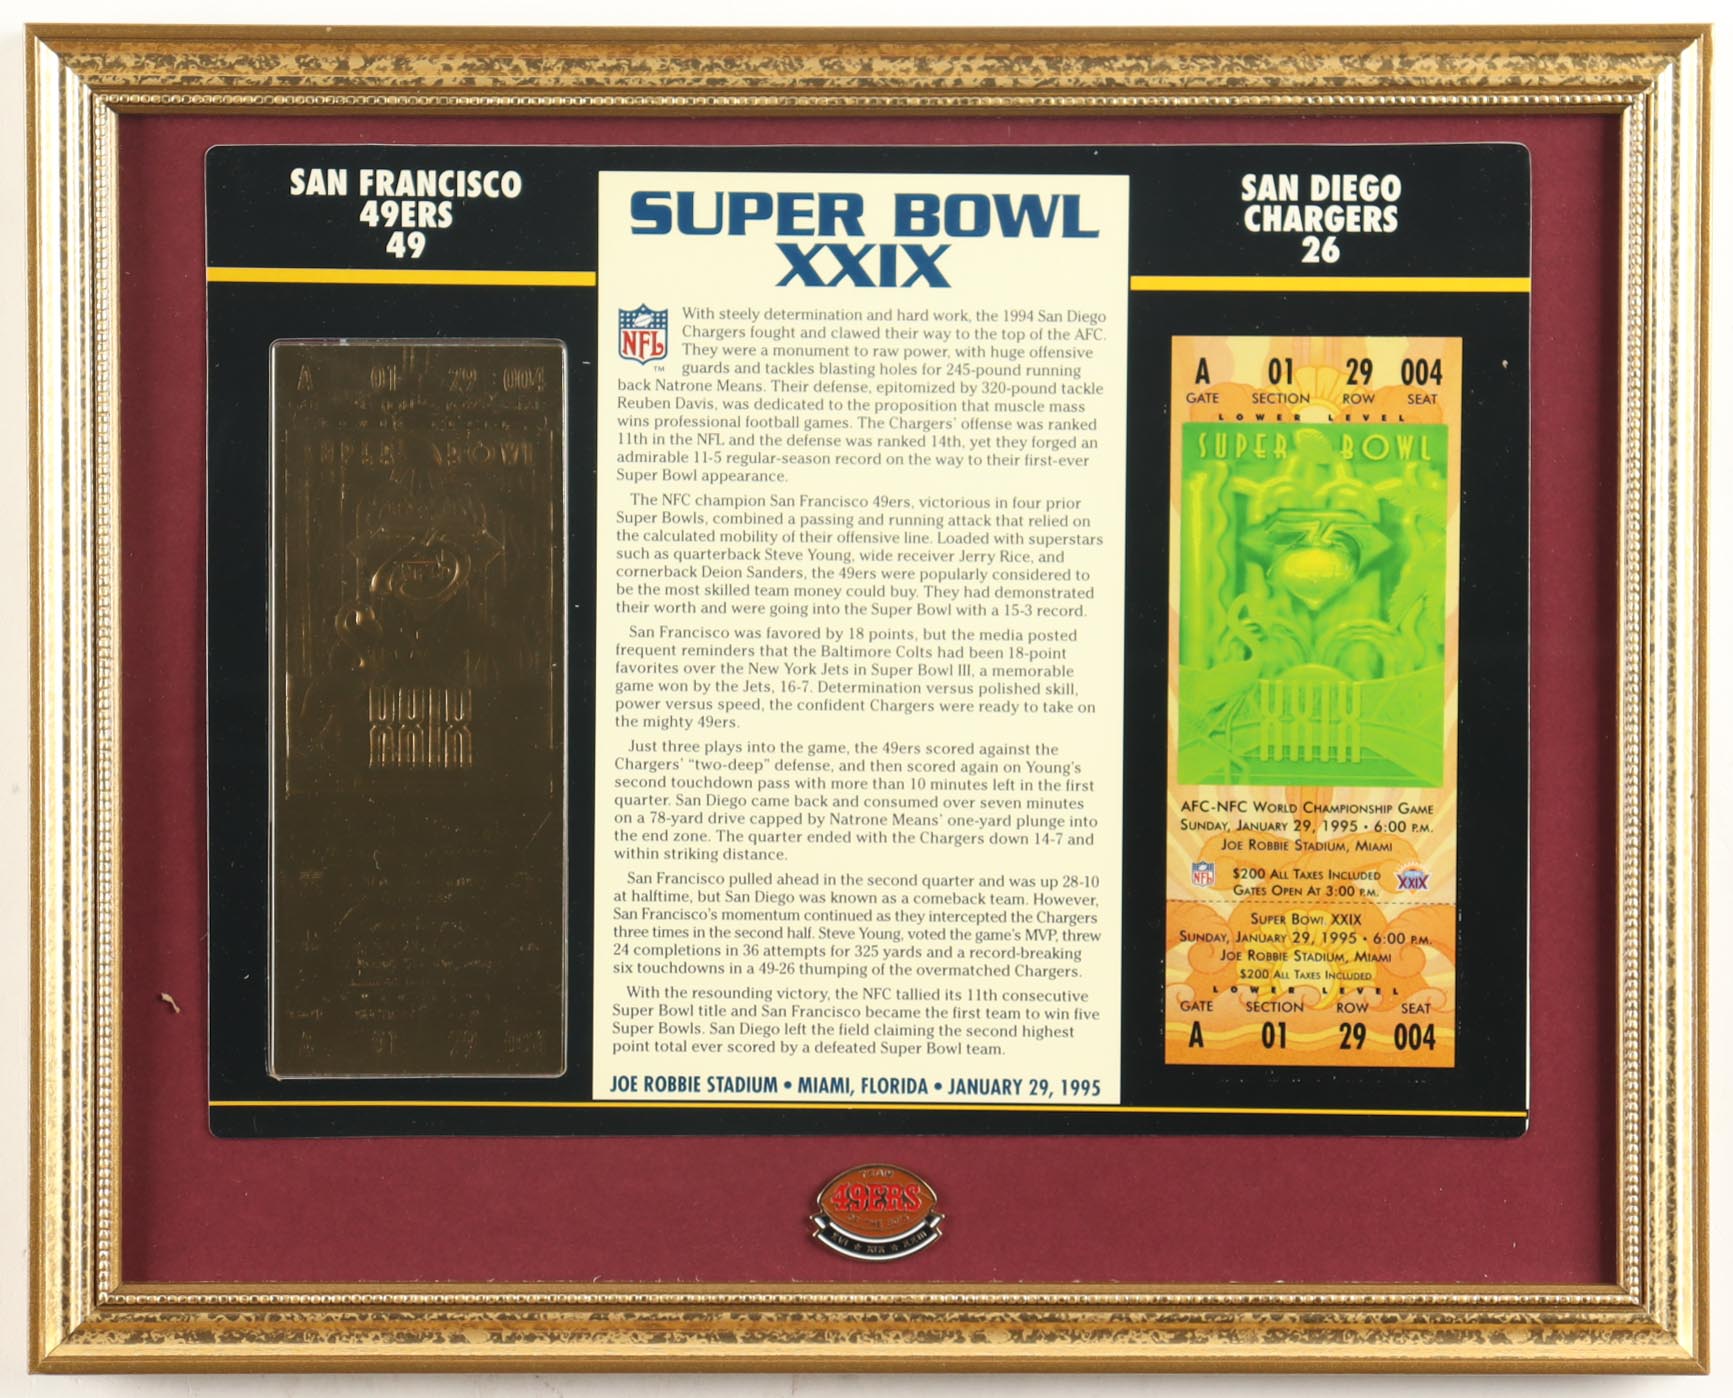 SAN FRANCISCO
49ERS
49
SUPER BOWL
XXIX
SAN DIEGO
CHARGERS
26
NFL
TM
With steely determination and hard work, the 1994 San Diego
Chargers fought and clawed their way to the top of the AFC.
They were a monument to raw power, with huge offensive
guards and tackles blasting holes for 245-pound running
back Natrone Means. Their defense, epitomized by 320-pound tackle
Reuben Davis, was dedicated to the proposition that muscle mass
wins professional football games. The Chargers' offense was ranked
11th in the NFL and the defense was ranked 14th, yet they forged an
admirable 11-5 regular-season record on the way to their first-ever
Super Bowl appearance.
The NFC champion San Francisco 49ers, victorious in four prior
Super Bowls, combined a passing and running attack that relied on
the calculated mobility of their offensive line. Loaded with superstars
such as quarterback Steve Young, wide receiver Jerry Rice, and
cornerback Deion Sanders, the 49ers were popularly considered to
be the most skilled team money could buy. They had demonstrated
their worth and were going into the Super Bowl with a 15-3 record.
San Francisco was favored by 18 points, but the media posted
frequent reminders that the Baltimore Colts had been 18-point
favorites over the New York Jets in Super Bowl III, a memorable
game won by the Jets, 16-7. Determination versus polished skill,
power versus speed, the confident Chargers were ready to take on
the mighty 49ers.
Just three plays into the game, the 49ers scored against the
Chargers' "two-deep" defense, and then scored again on Young's
second touchdown pass with more than 10 minutes left in the first
quarter. San Diego came back and consumed over seven minutes
on a 78-yard drive capped by Natrone Means' one-yard plunge into
the end zone. The quarter ended with the Chargers down 14-7 and
within striking distance.
San Francisco pulled ahead in the second quarter and was up 28-10
at halftime, but San Diego was known as a comeback team. However,
San Francisco's momentum continued as they intercepted the Chargers
three times in the second half. Steve Young, voted the game's MVP, threw
24 completions in 36 attempts for 325 yards and a record-breaking
six touchdowns in a 49-26 thumping of the overmatched Chargers.
With the resounding victory, the NFC tallied its 11th consecutive
Super Bowl title and San Francisco became the first team to win five
Super Bowls. San Diego left the field claiming the second highest
point total ever scored by a defeated Super Bowl team.
JOE ROBBIE STADIUM • MIAMI, FLORIDA • JANUARY 29, 1995
A 01 29 004
SUPER BOWL
XXIX
A 01 29 004
A 01 29 004
GATE SECTION ROW SEAT
LOWER LEVEL
SUPER BOWL
XXIX
AFC-NFC WORLD CHAMPIONSHIP GAME
SUNDAY, JANUARY 29, 1995 • 6:00 P.M.
JOE ROBBIE STADIUM, MIAMI
NFL
$200 ALL TAXES INCLUDED
GATES OPEN AT 3:00 P.M.
XXIX
SUPER BOWL XXIX
SUNDAY, JANUARY 29, 1995 • 6:00 P.M.
JOE ROBBIE STADIUM, MIAMI
$200 ALL TAXES INCLUDED
LOWER LEVEL
GATE SECTION ROW SEAT
A 01 29 004
TEAM
49ERS
OF THE 80'S
XVI XIX XXIII